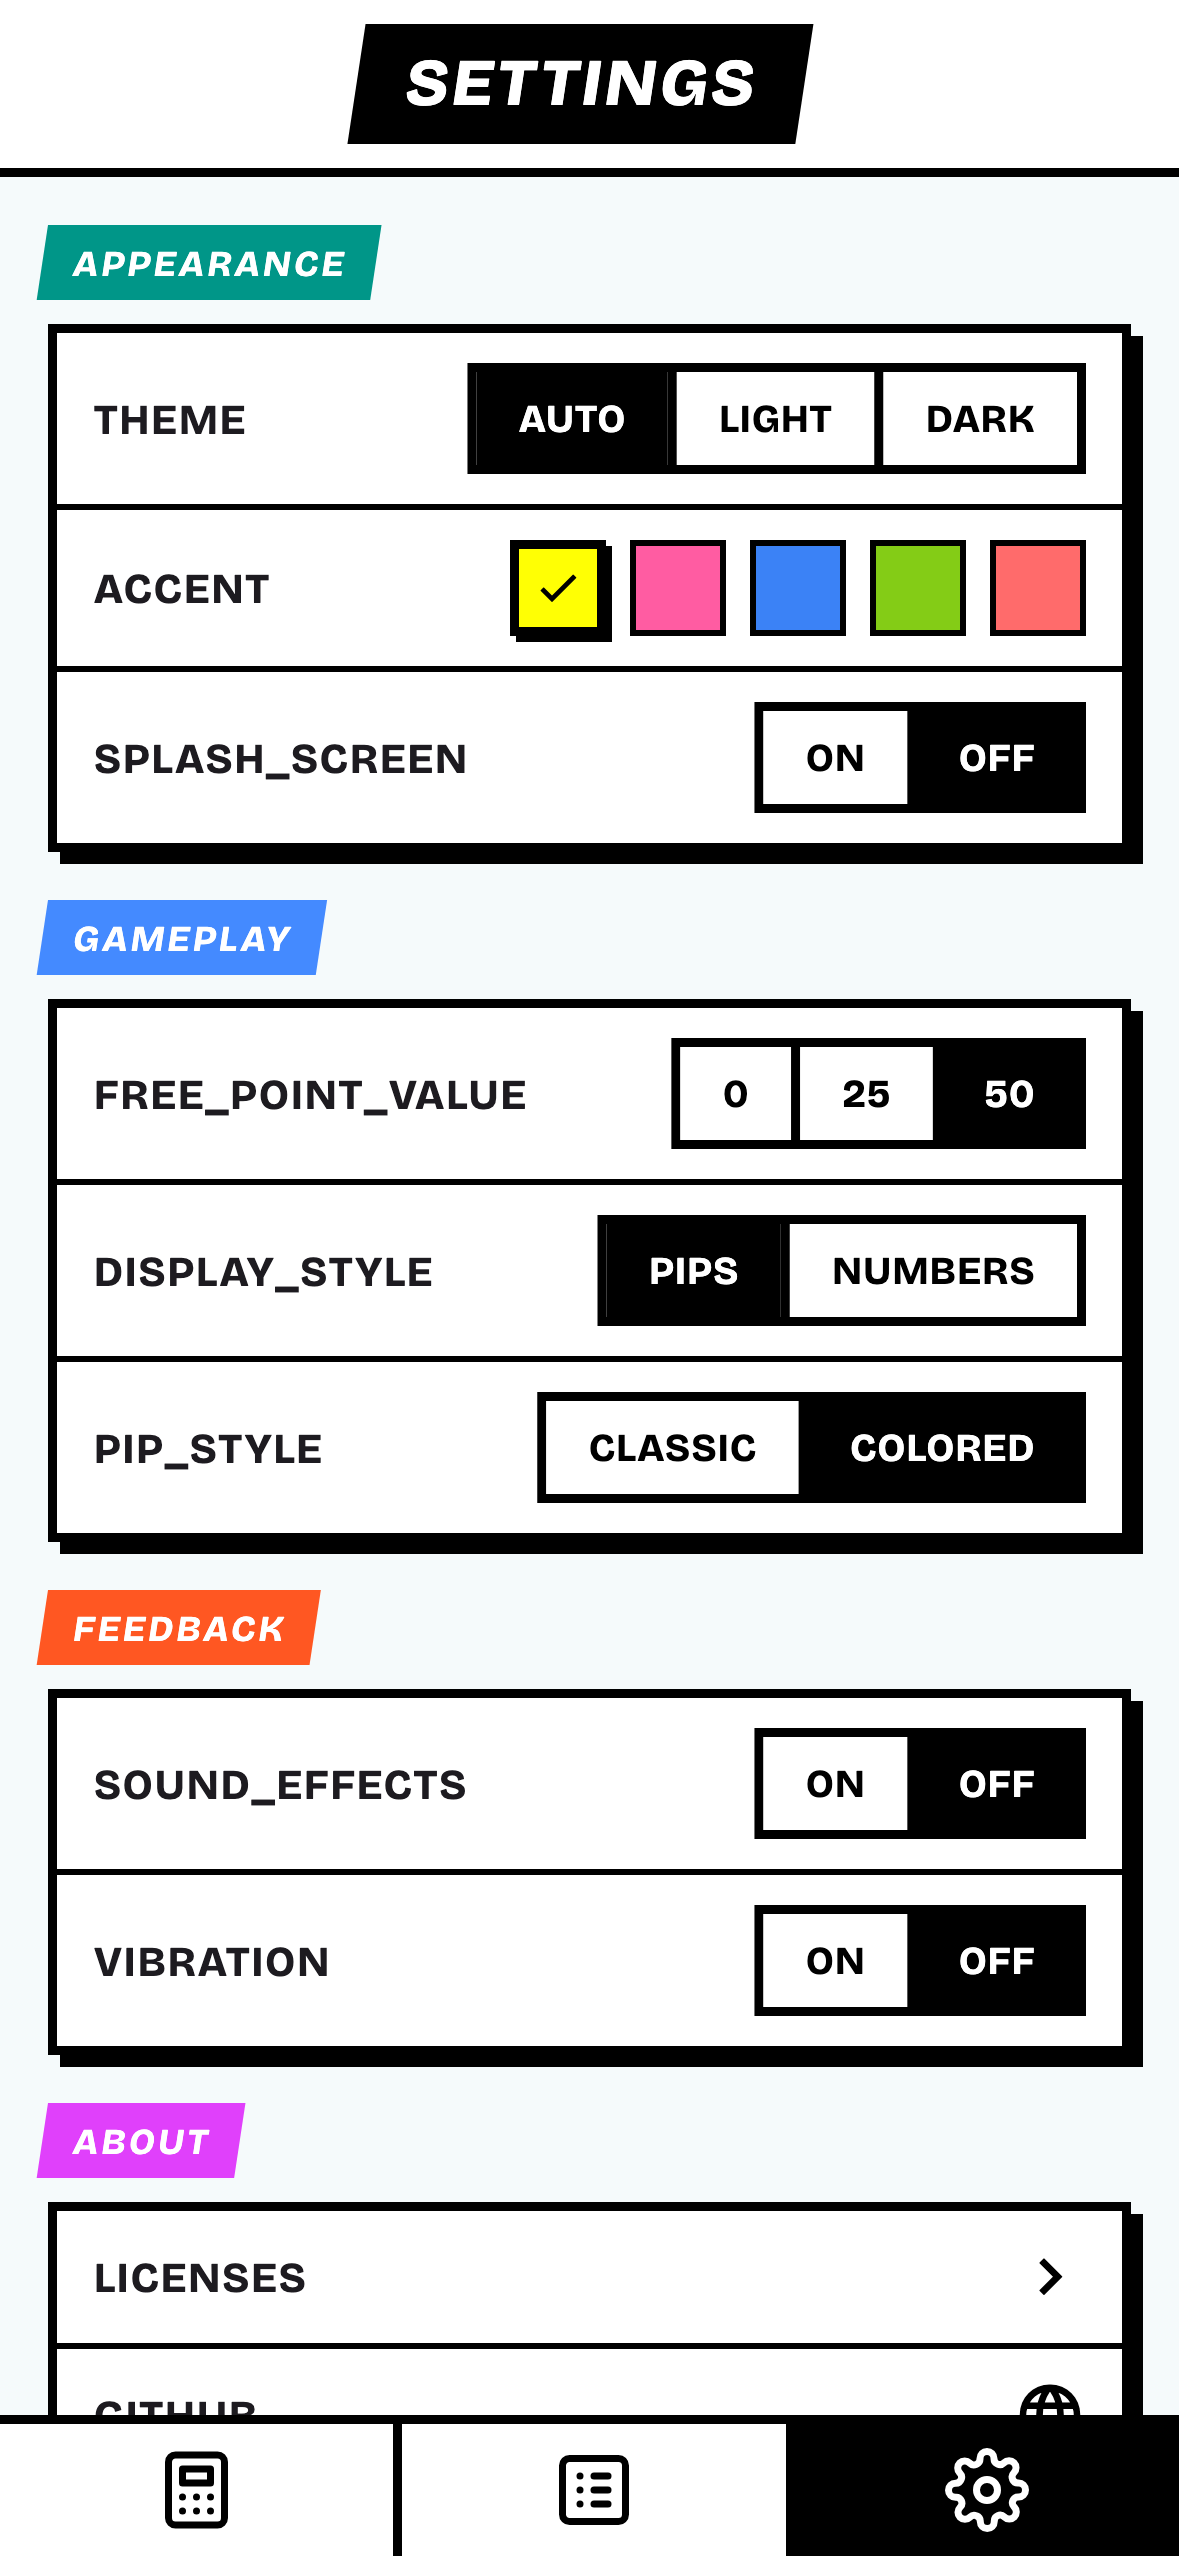 SETTINGS
APPEARANCE
THEME AUTO LIGHT DARK
ACCENT
SPLASH_SCREEN ON OFF
GAMEPLAY
FREE_POINT_VALUE 0 25 50
DISPLAY_STYLE PIPS NUMBERS
PIP_STYLE CLASSIC COLORED
FEEDBACK
SOUND_EFFECTS ON OFF
VIBRATION ON OFF
ABOUT
LICENSES
GITHUB